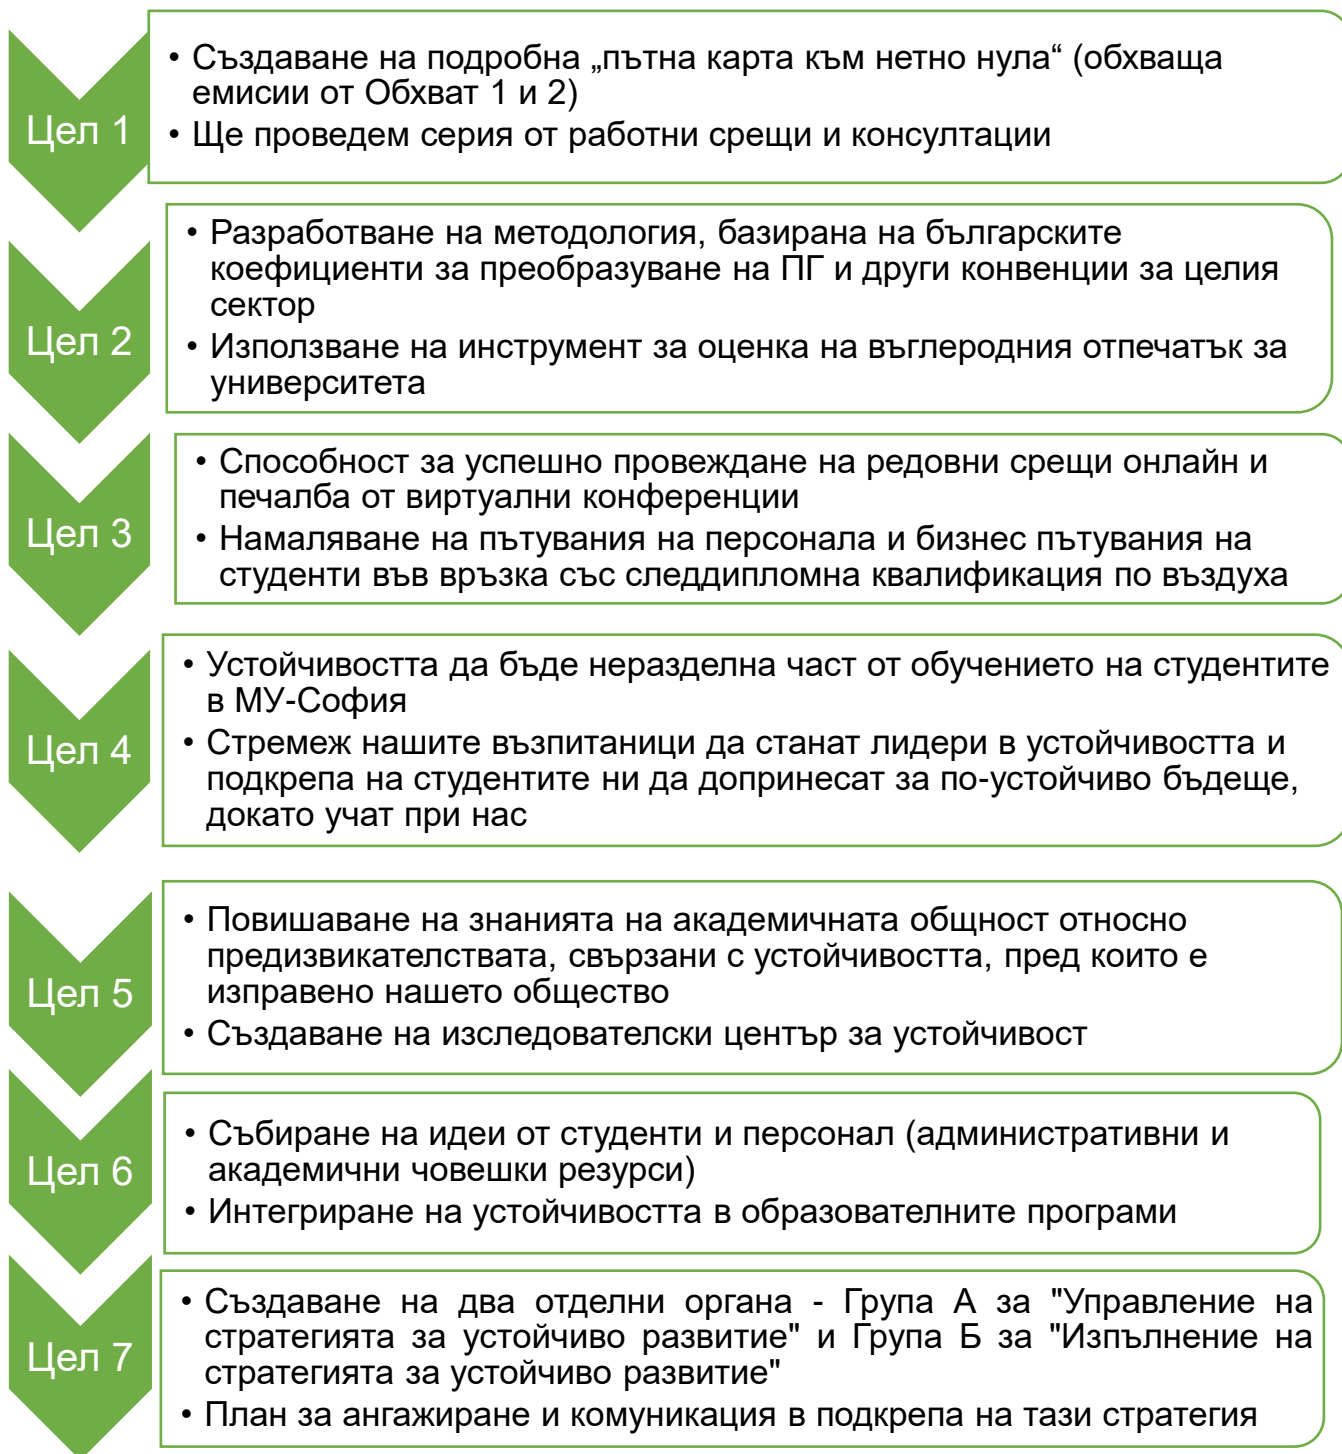 Цел 1
• Създаване на подробна „пътна карта към нетно нула“ (обхваща
емисии от Обхват 1 и 2)
• Ще проведем серия от работни срещи и консултации
Цел 2
• Разработване на методология, базирана на българските
коефициенти за преобразуване на ПГ и други конвенции за целия
сектор
• Използване на инструмент за оценка на въглеродния отпечатък за
университета
Цел 3
• Способност за успешно провеждане на редовни срещи онлайн и
печалба от виртуални конференции
• Намаляване на пътувания на персонала и бизнес пътувания на
студенти във връзка със следдипломна квалификация по въздуха
Цел 4
• Устойчивостта да бъде неразделна част от обучението на студентите
в МУ-София
• Стремеж нашите възпитаници да станат лидери в устойчивостта и
подкрепа на студентите ни да допринесат за по-устойчиво бъдеще,
докато учат при нас
Цел 5
• Повишаване на знанията на академичната общност относно
предизвикателствата, свързани с устойчивостта, пред които е
изправено нашето общество
• Създаване на изследователски център за устойчивост
Цел 6
• Събиране на идеи от студенти и персонал (административни и
академични човешки резурси)
• Интегриране на устойчивостта в образователните програми
Цел 7
• Създаване на два отделни органа - Група А за "Управление на
стратегията за устойчиво развитие" и Група Б за "Изпълнение на
стратегията за устойчиво развитие"
• План за ангажиране и комуникация в подкрепа на тази стратегия